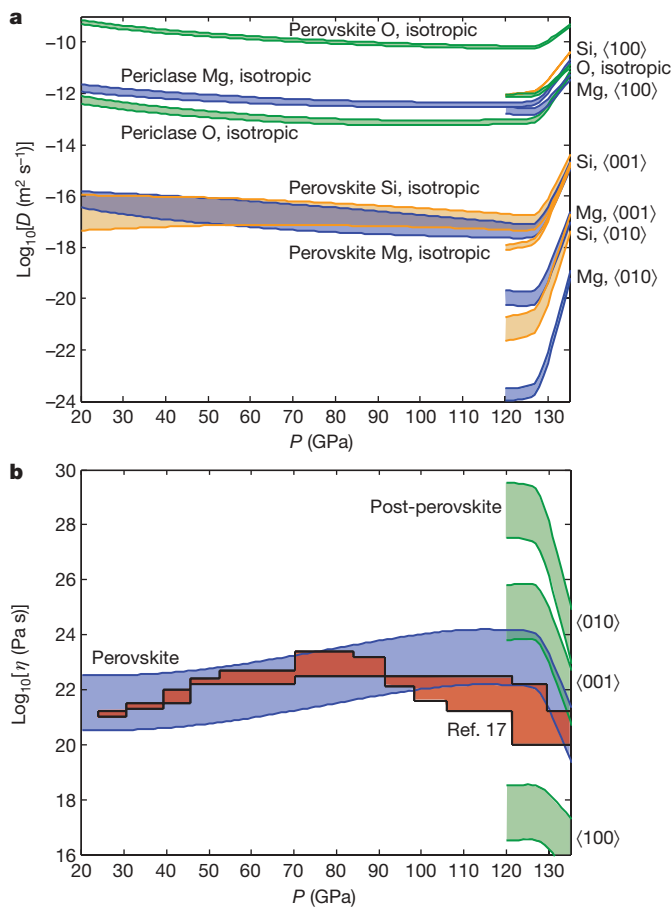 a
Log10[D (m² s⁻¹)]
–10
–12
–14
–16
–18
–20
–22
–24
Perovskite O, isotropic
Periclase Mg, isotropic
Periclase O, isotropic
Perovskite Si, isotropic
Perovskite Mg, isotropic
Si, ⟨100⟩
O, isotropic
Mg, ⟨100⟩
Si, ⟨001⟩
Mg, ⟨001⟩
Si, ⟨010⟩
Mg, ⟨010⟩
20 30 40 50 60 70 80 90 100 110 120 130
P (GPa)
b
Log10[η (Pa s)]
30
28
26
24
22
20
18
16
Post-perovskite
Perovskite
Ref. 17
⟨010⟩
⟨001⟩
⟨100⟩
20 30 40 50 60 70 80 90 100 110 120 130
P (GPa)